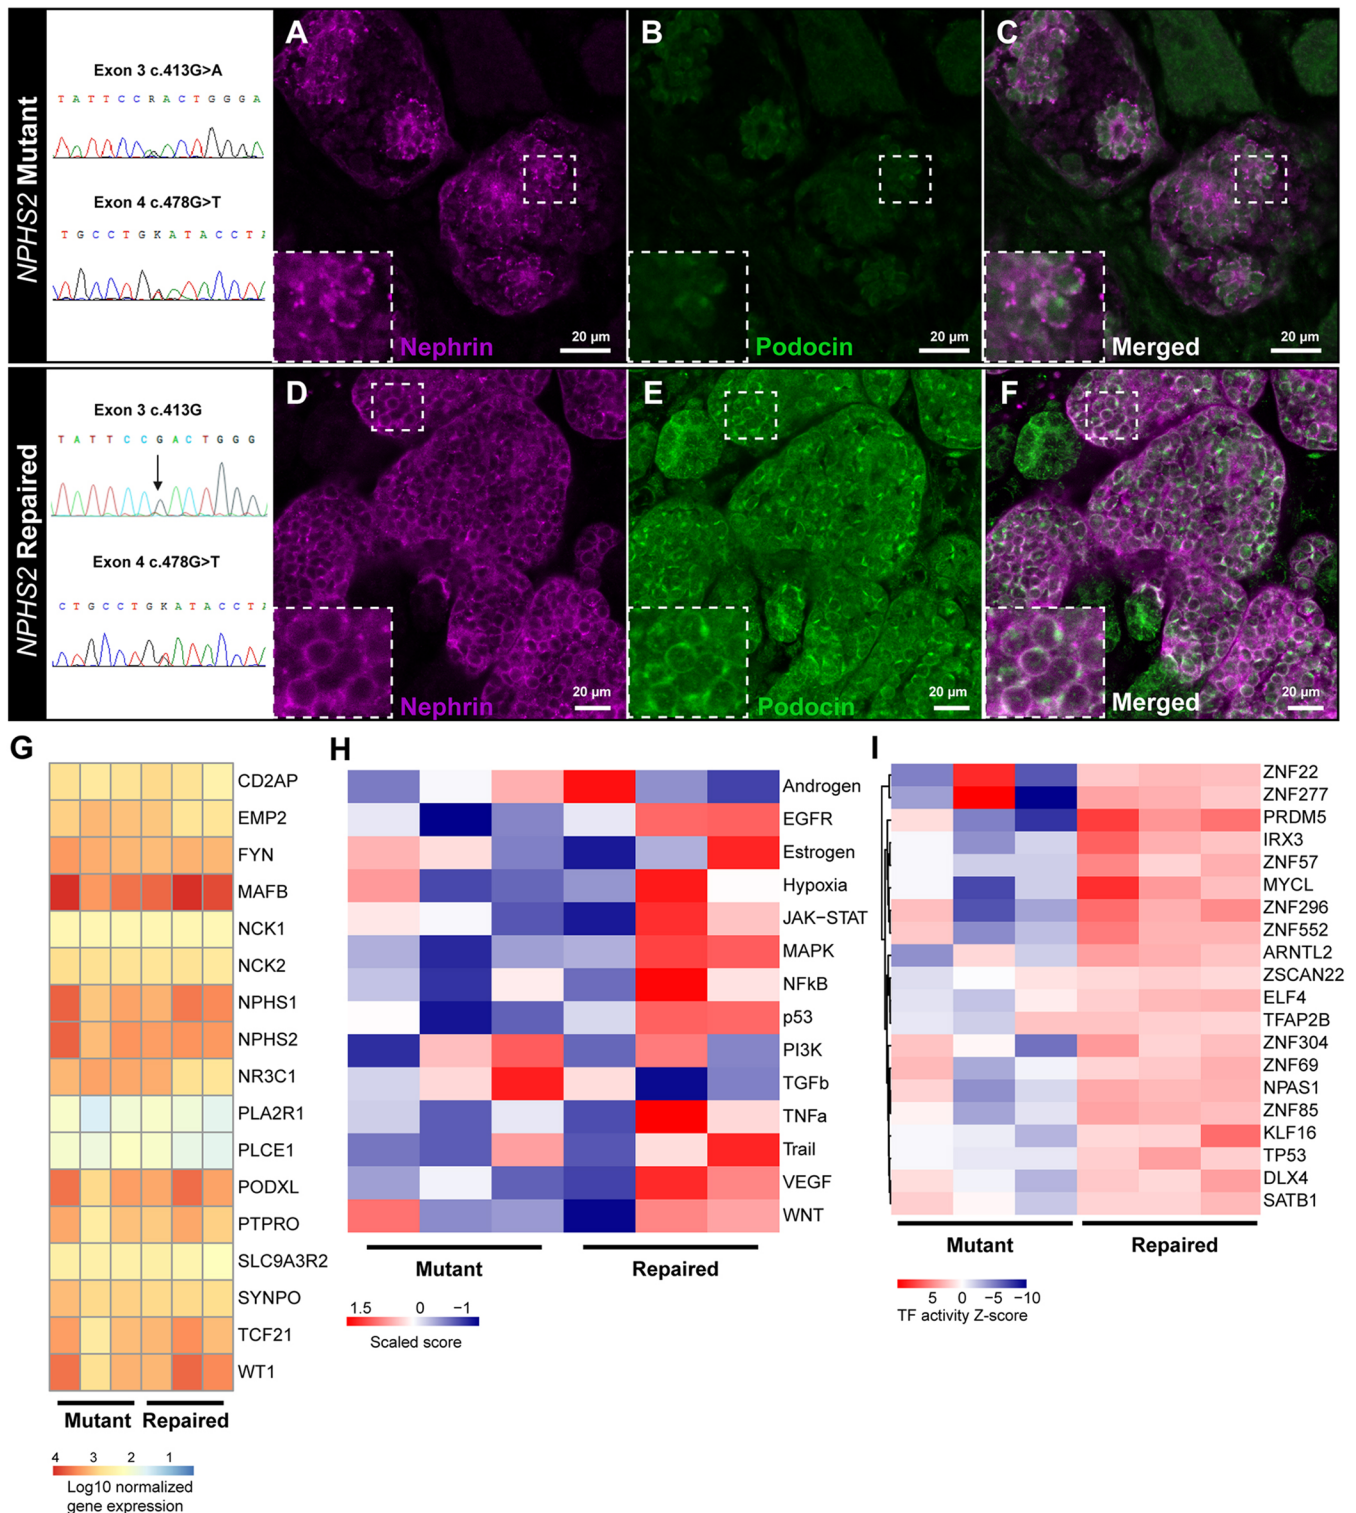 NPHS2 Mutant
Exon 3 c.413G>A
T A T T C C R A C T G G G A
Exon 4 c.478G>T
T G C C T G K A T A C C T
A
Nephrin
20 µm
B
Podocin
20 µm
C
Merged
20 µm
NPHS2 Repaired
Exon 3 c.413G
T A T T C C G A C T G G G
Exon 4 c.478G>T
C T G C C T G K A T A C C T
D
Nephrin
20 µm
E
Podocin
20 µm
F
Merged
20 µm
G
CD2AP
EMP2
FYN
MAFB
NCK1
NCK2
NPHS1
NPHS2
NR3C1
PLA2R1
PLCE1
PODXL
PTPRO
SLC9A3R2
SYNPO
TCF21
WT1
Mutant Repaired
4 3 2 1
Log10 normalized
gene expression
H
Androgen
EGFR
Estrogen
Hypoxia
JAK−STAT
MAPK
NFkB
p53
PI3K
TGFb
TNFa
Trail
VEGF
WNT
Mutant Repaired
1.5 0 −1
Scaled score
I
ZNF22
ZNF277
PRDM5
IRX3
ZNF57
MYCL
ZNF296
ZNF552
ARNTL2
ZSCAN22
ELF4
TFAP2B
ZNF304
ZNF69
NPAS1
ZNF85
KLF16
TP53
DLX4
SATB1
Mutant Repaired
5 0 −5 −10
TF activity Z-score